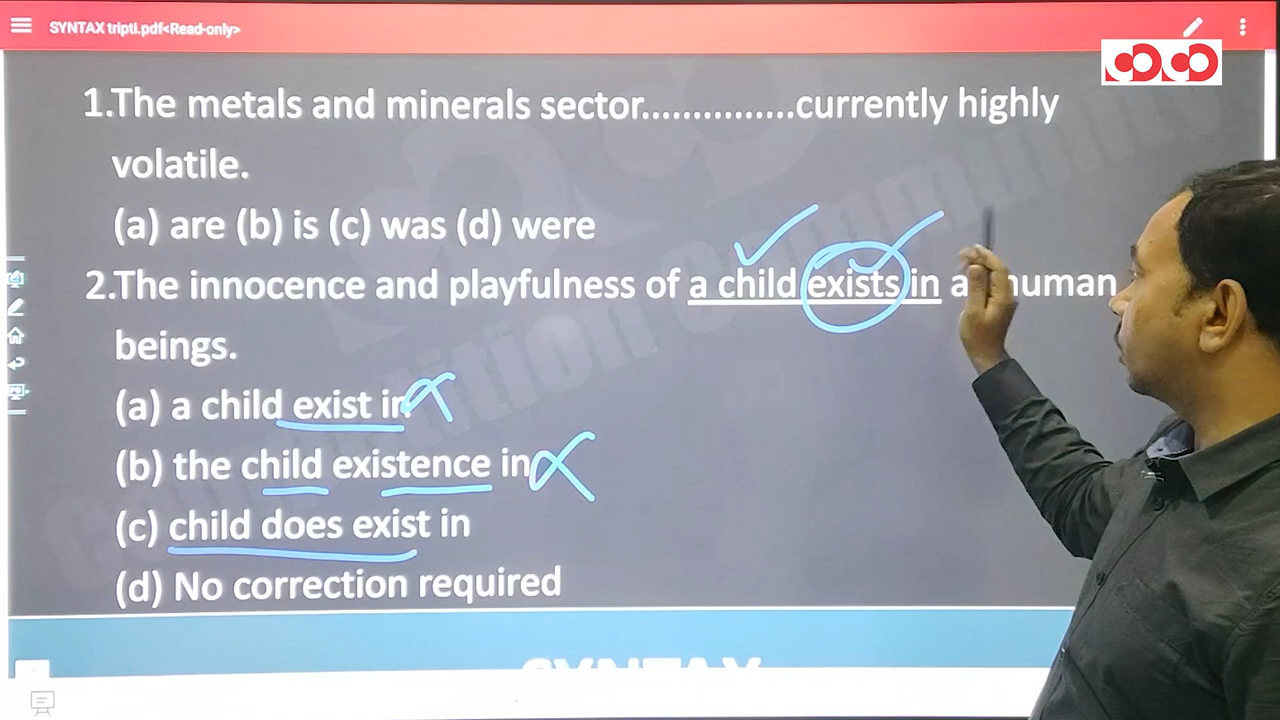 SYNTAX tripti.pdf<Read-only>
1.The metals and minerals sector...............currently highly
volatile.
(a) are (b) is (c) was (d) were
2.The innocence and playfulness of a child exists in human
beings.
(a) a child exist in
(b) the child existence in
(c) child does exist in
(d) No correction required
SYNTAX